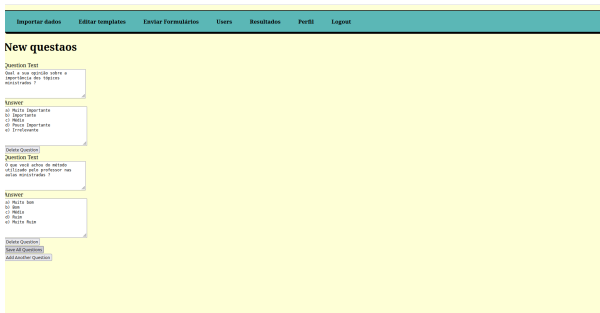 Importar dados Editar templates Enviar Formulários Users Resultados Perfil Logout
New questaos
Question Text
Qual a sua opinião sobre a
importância dos tópicos
ministrados ?
Answer
a) Muito Importante
b) Importante
c) Médio
d) Pouco Importante
e) Irrelevante
Delete Question
Question Text
O que você achou do método
utilizado pelo professor nas
aulas ministradas ?
Answer
a) Muito bom
b) Bom
c) Médio
d) Ruim
e) Muito Ruim
Delete Question
Save All Questions
Add Another Question